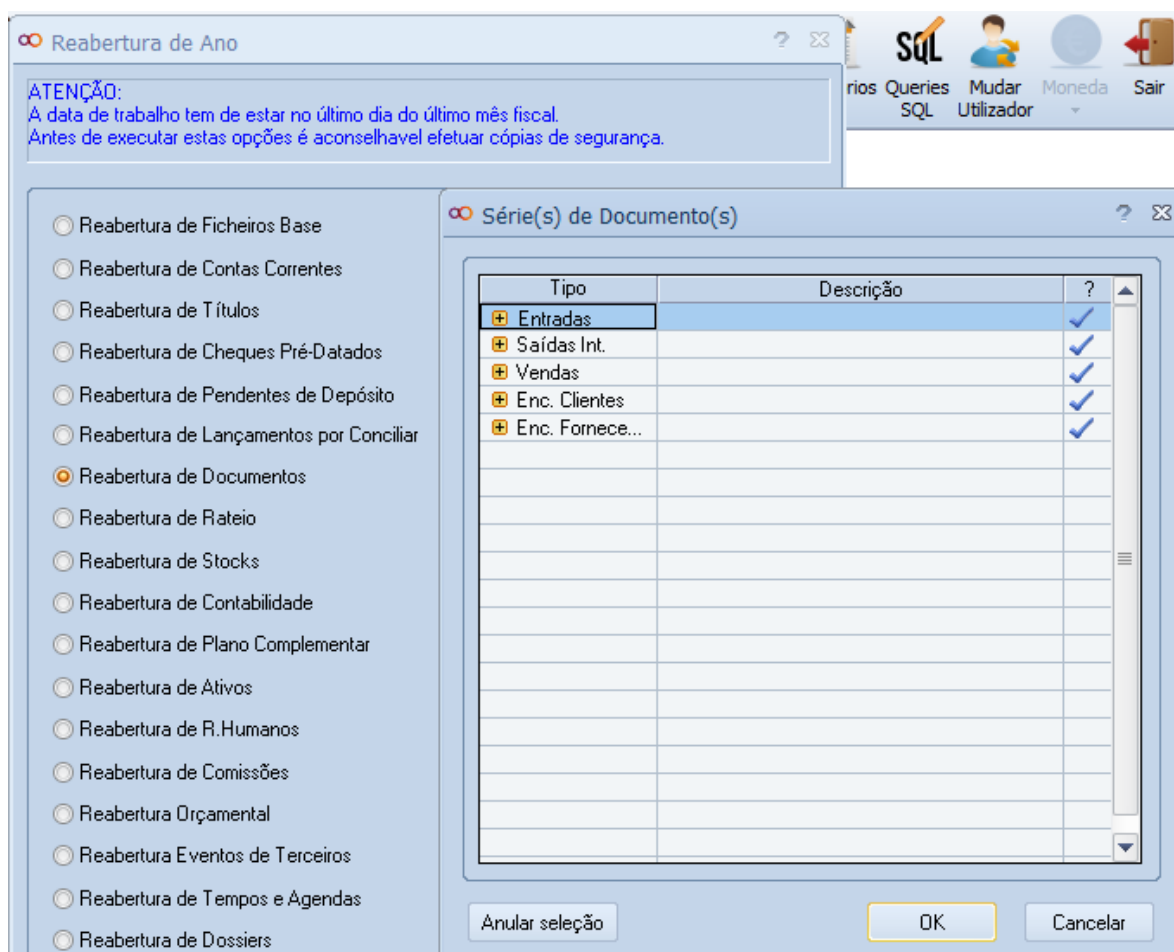 Reabertura de Ano
ATENÇÃO:
A data de trabalho tem de estar no último dia do último mês fiscal.
Antes de executar estas opções é aconselhavel efetuar cópias de segurança.
SQL
rios Queries SQL Mudar Utilizador Moneda Sair
Reabertura de Ficheiros Base
Reabertura de Contas Correntes
Reabertura de Títulos
Reabertura de Cheques Pré-Datados
Reabertura de Pendentes de Depósito
Reabertura de Lançamentos por Conciliar
Reabertura de Documentos
Reabertura de Rateio
Reabertura de Stocks
Reabertura de Contabilidade
Reabertura de Plano Complementar
Reabertura de Ativos
Reabertura de R.Humanos
Reabertura de Comissões
Reabertura Orçamental
Reabertura Eventos de Terceiros
Reabertura de Tempos e Agendas
Reabertura de Dossiers
Série(s) de Documento(s)
Tipo Descrição ?
Entradas
Saídas Int.
Vendas
Enc. Clientes
Enc. Fornece...
Anular seleção OK Cancelar